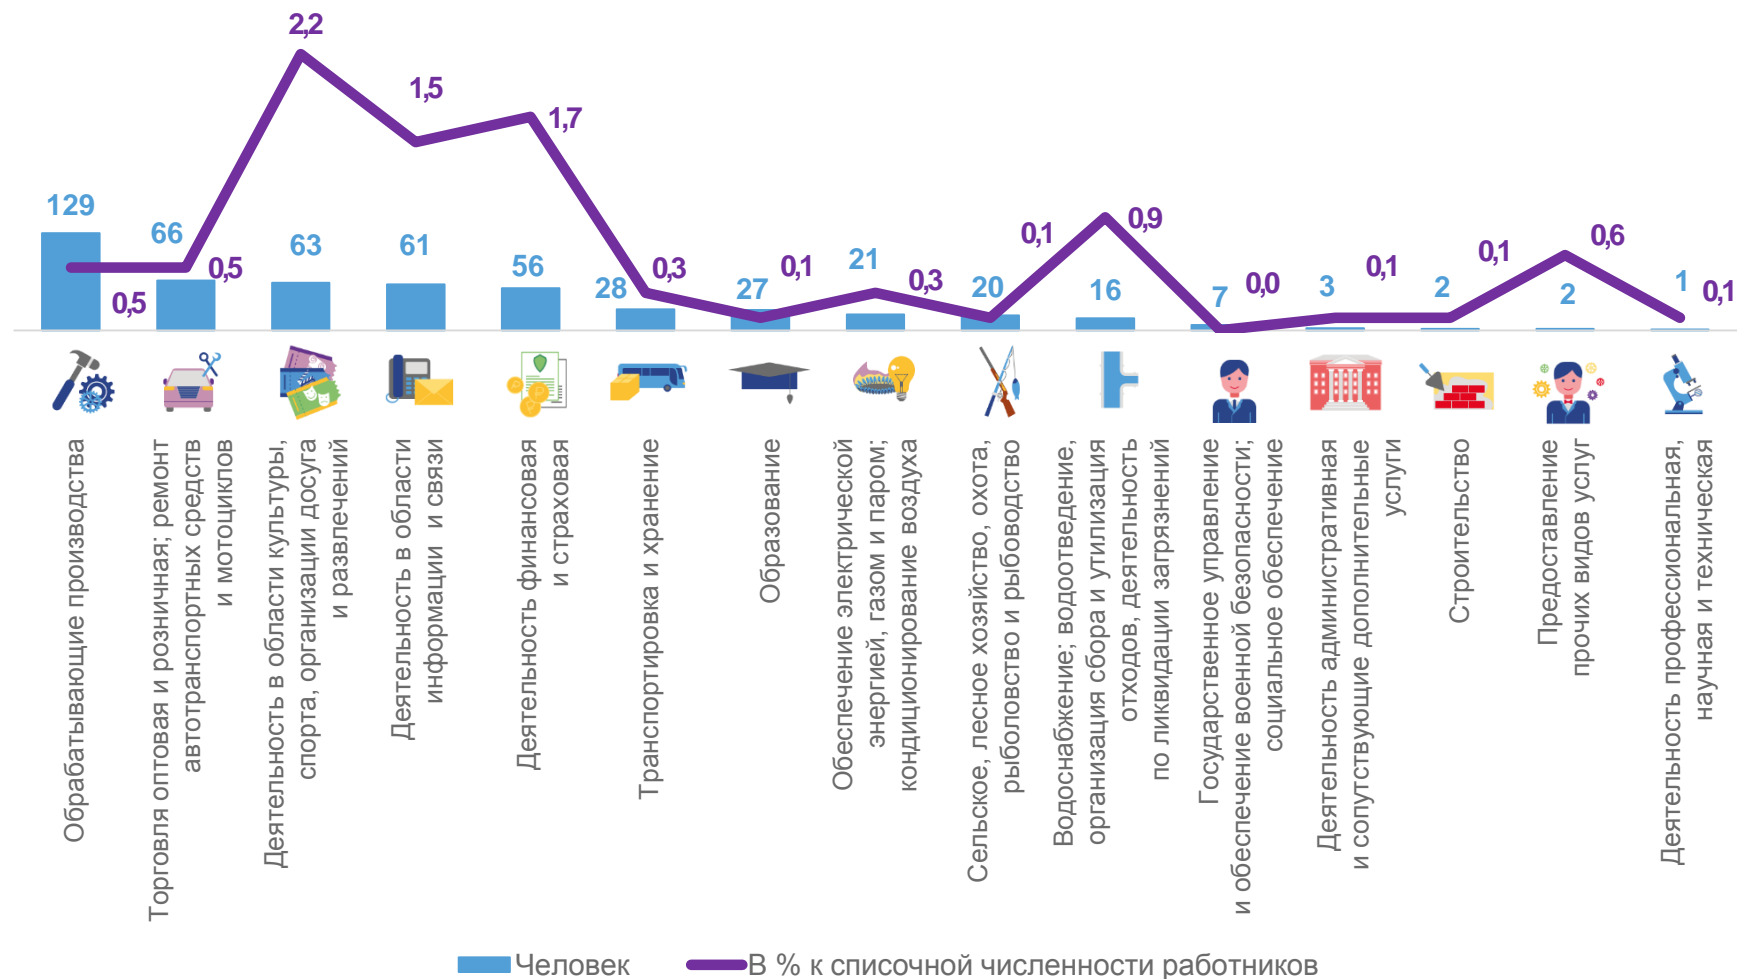 2,2
1,5
1,7
129
66
63
61
56
28
27
21
20
16
7
3
2
2
1
0,5
0,5
0,3
0,1
0,3
0,1
0,9
0,0
0,1
0,1
0,6
0,1
Обрабатывающие производства
Торговля оптовая и розничная; ремонт
автотранспортных средств
и мотоциклов
Деятельность в области культуры,
спорта, организации досуга
и развлечений
Деятельность в области
информации и связи
Деятельность финансовая
и страховая
Транспортировка и хранение
Образование
Обеспечение электрической
энергией, газом и паром;
кондиционирование воздуха
Сельское, лесное хозяйство, охота,
рыболовство и рыбоводство
Водоснабжение; водоотведение,
организация сбора и утилизация
отходов, деятельность
по ликвидации загрязнений
Государственное управление
и обеспечение военной безопасности;
социальное обеспечение
Деятельность административная
и сопутствующие дополнительные
услуги
Строительство
Предоставление
прочих видов услуг
Деятельность профессиональная,
научная и техническая
Человек
В % к списочной численности работников